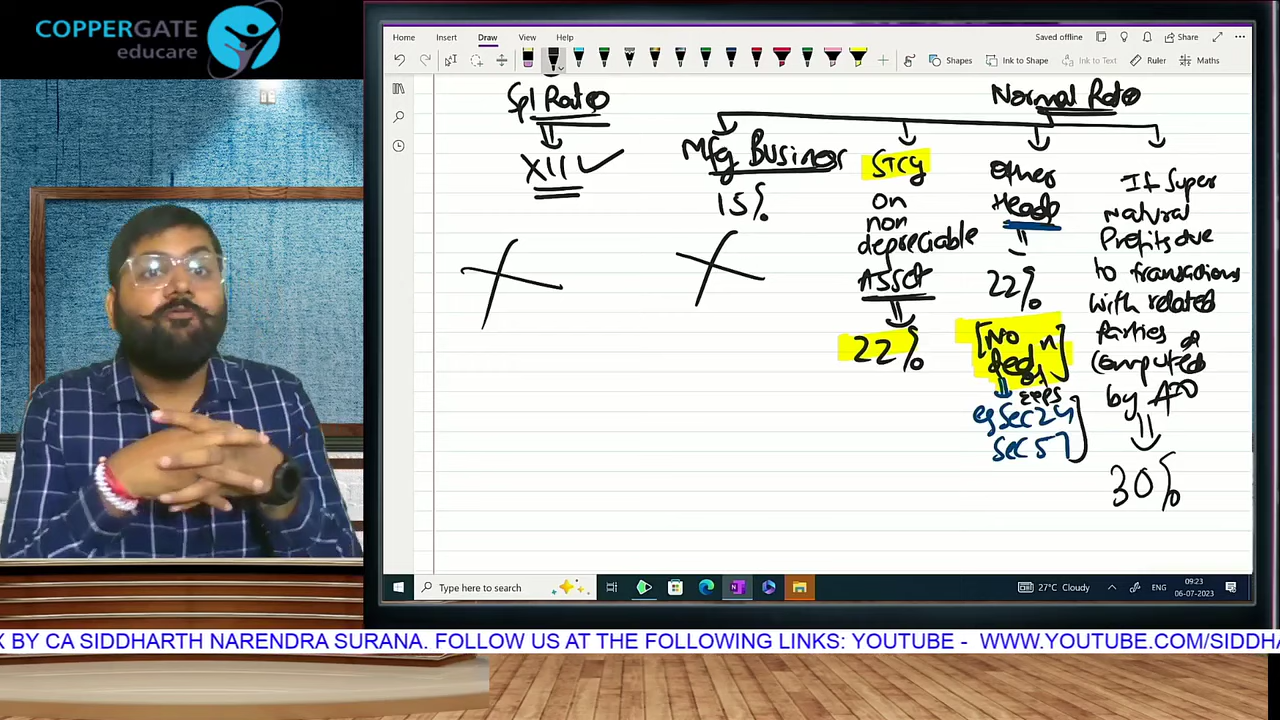 COPPERGATE
educare
Home Insert Draw View Help
Saved offline
Share
Shapes
Ink to Shape
Ink to Text
Ruler
Maths
Spl Rate
XII
Normal Rate
Mfg Business
15%
STCG
on
non
depreciable
Asset
22%
Other
Heads
22%
[No
dedn
of
exps]
eg Sec 24
Sec 57
If Super
natural
Profits due
to transactions
with related
parties &
Computed
by A.O
30%
Type here to search
27°C Cloudy
ENG
09:23
06-07-2023
X BY CA SIDDHARTH NARENDRA SURANA. FOLLOW US AT THE FOLLOWING LINKS: YOUTUBE - WWW.YOUTUBE.COM/SIDDHA